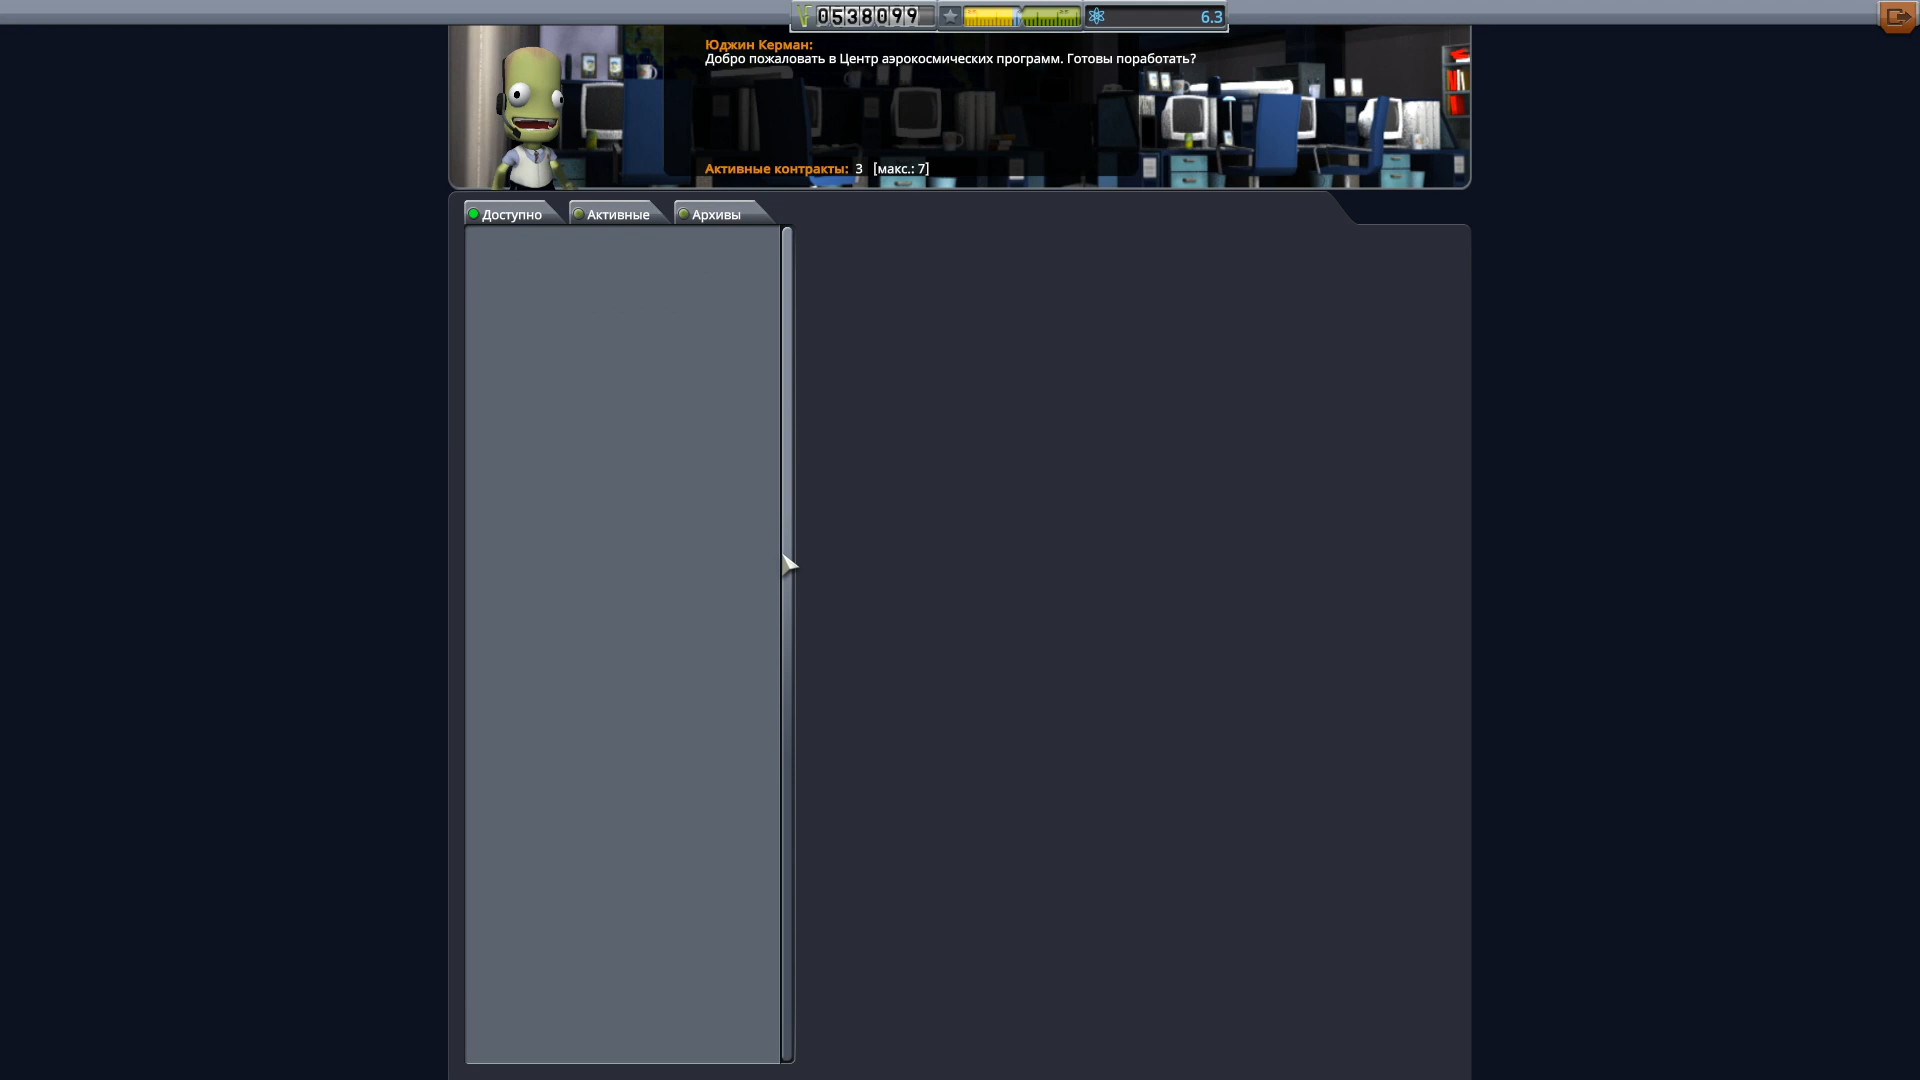 0538099
6.3
Юджин Керман:
Добро пожаловать в Центр аэрокосмических программ. Готовы поработать?
Активные контракты: 3 [макс.: 7]
Доступно
Активные
Архивы